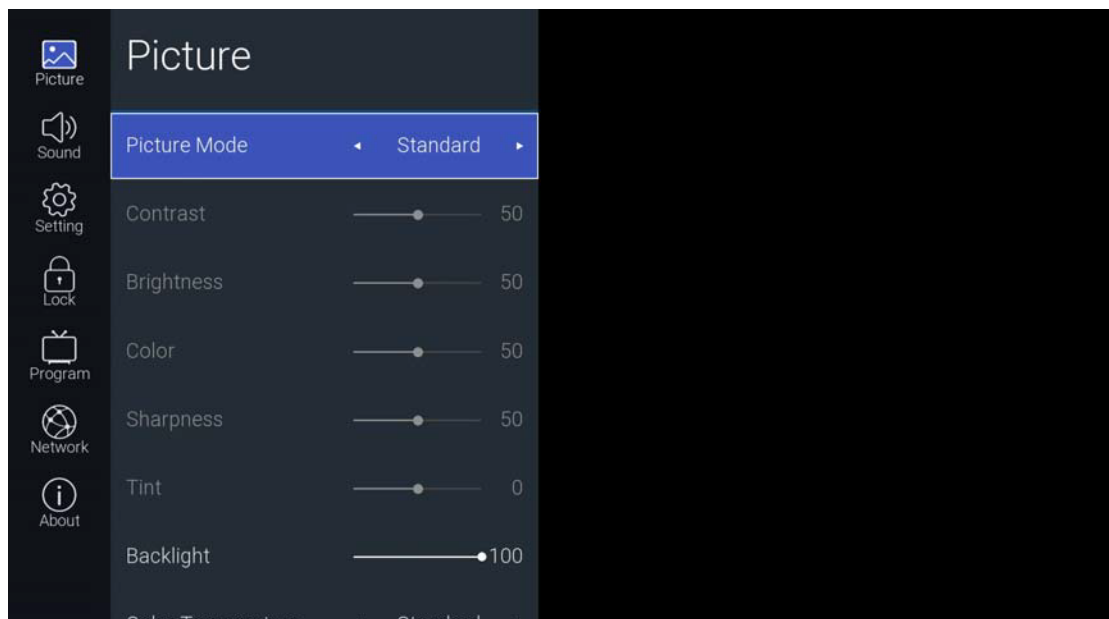 Picture
Sound
Setting
Lock
Program
Network
About
Picture
Picture Mode Standard
Contrast 50
Brightness 50
Color 50
Sharpness 50
Tint 0
Backlight 100